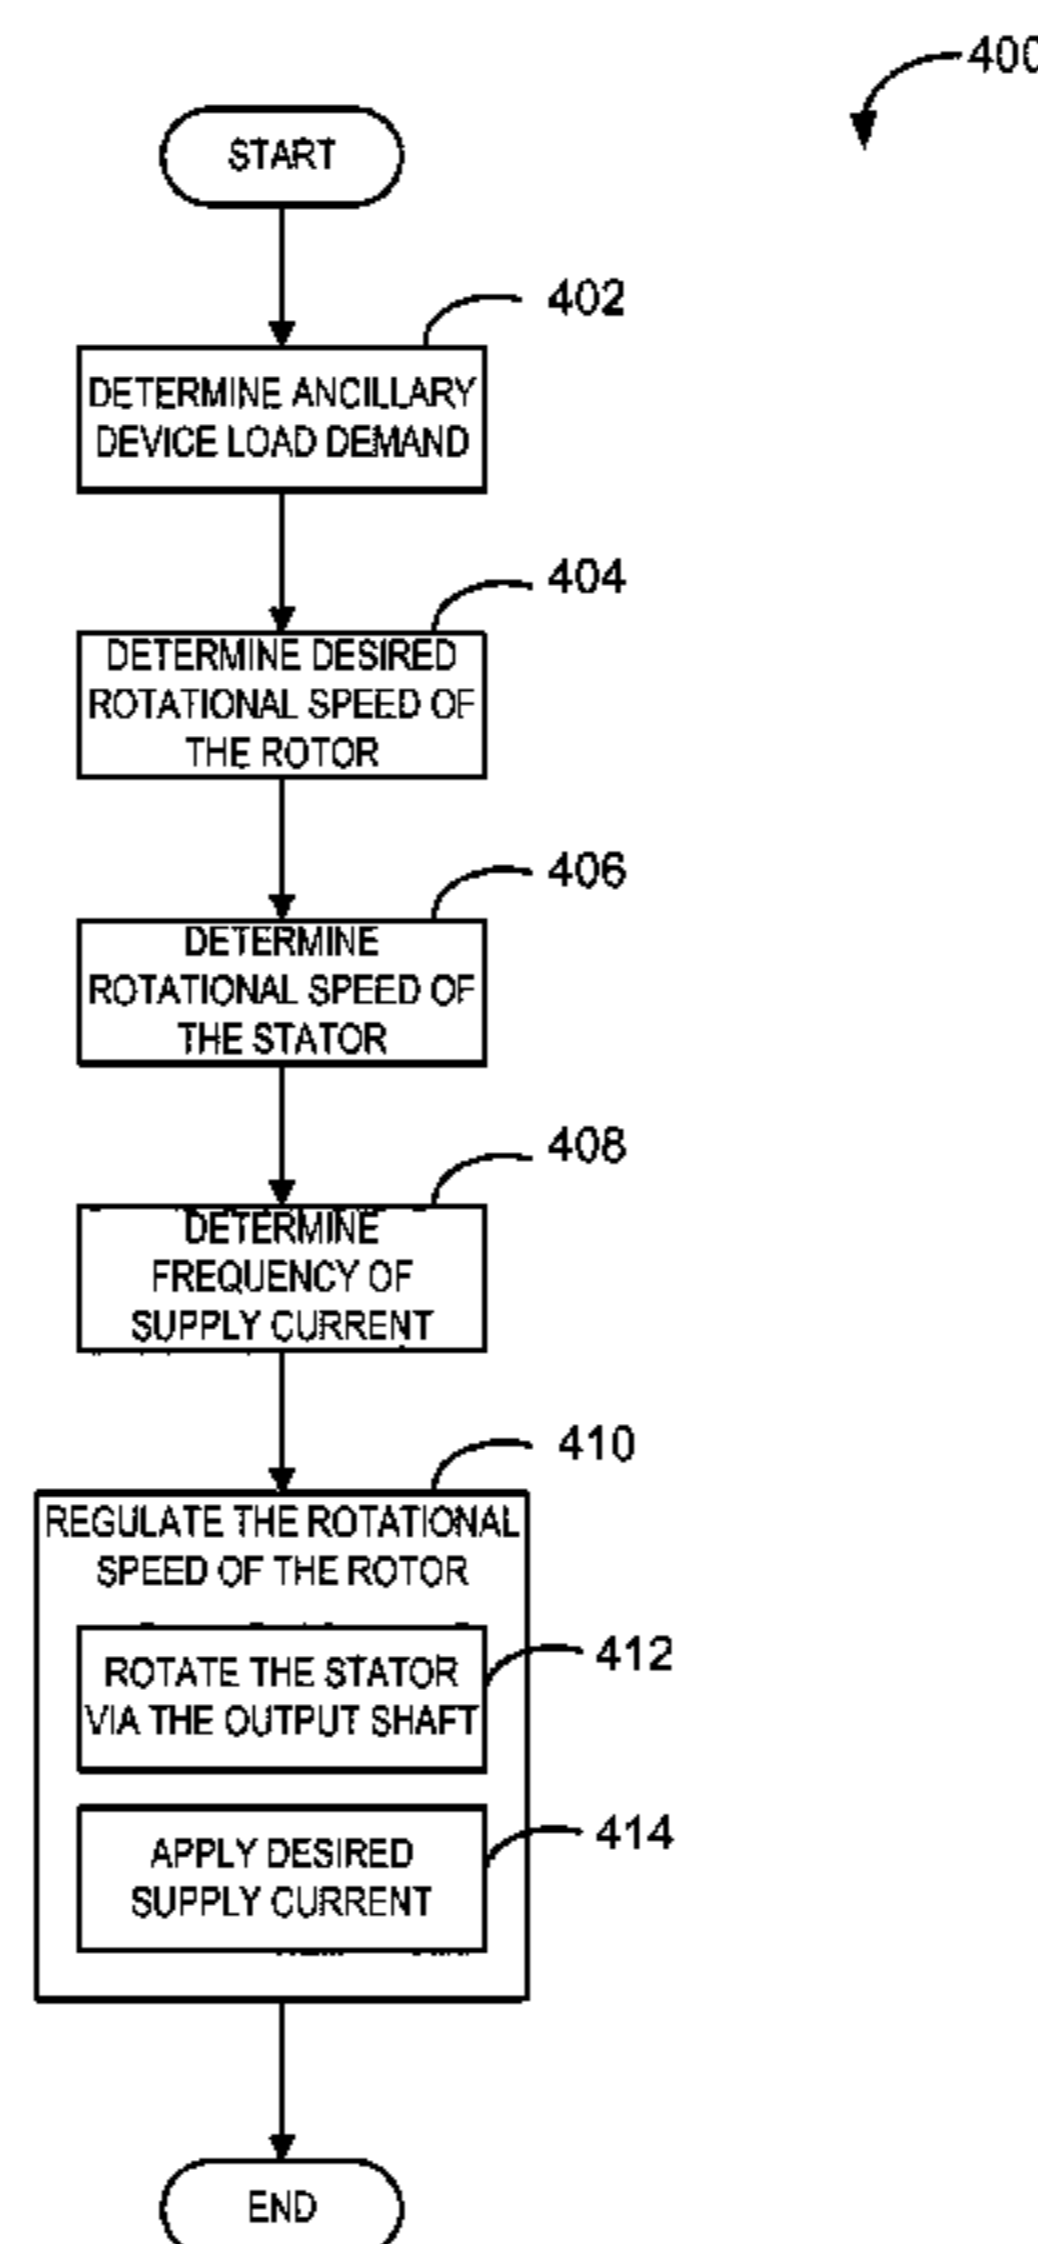 400
START
402
DETERMINE ANCILLARY
DEVICE LOAD DEMAND
404
DETERMINE DESIRED
ROTATIONAL SPEED OF
THE ROTOR
406
DETERMINE
ROTATIONAL SPEED OF
THE STATOR
408
DETERMINE
FREQUENCY OF
SUPPLY CURRENT
410
REGULATE THE ROTATIONAL
SPEED OF THE ROTOR
412
ROTATE THE STATOR
VIA THE OUTPUT SHAFT
414
APPLY DESIRED
SUPPLY CURRENT
END